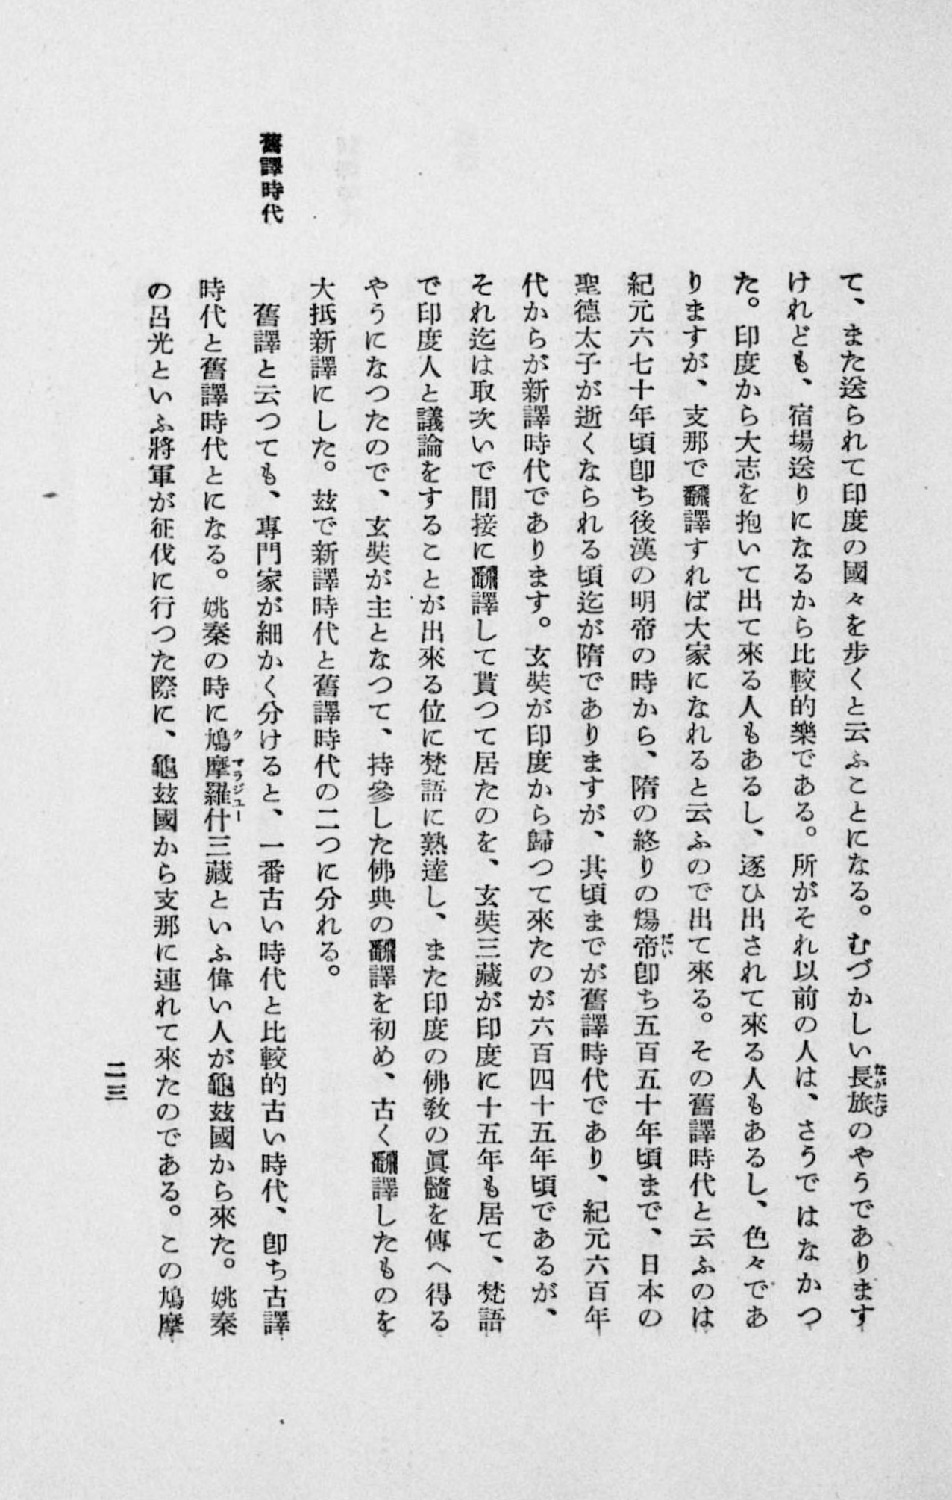 て、また送られて印度の國々を步くと云ふことになる。むづかしい長旅のやうであります
けれども、宿場送りになるから比較的樂である。所がそれ以前の人は、さうではなかつ
た。印度から大志を抱いて出て來る人もあるし、逐ひ出されて來る人もあるし、色々であ
りますが、支那で飜譯すれば大家になれると云ふので出て來る。その舊譯時代と云ふのは
紀元六七十年頃卽ち後漢の明帝の時から、隋の終りの煬帝卽ち五百五十年頃まで、日本の
聖德太子が逝くなられる頃迄が隋でありますが、其頃までが舊譯時代であり、紀元六百年
代からが新譯時代であります。玄奘が印度から歸つて來たのが六百四十五年頃であるが、
それ迄は取次いで間接に飜譯して貰つて居たのを、玄奘三藏が印度に十五年も居て、梵語
で印度人と議論をすることが出來る位に梵語に熟達し、また印度の佛敎の眞髓を傳へ得る
やうになつたので、玄奘が主となつて、持參した佛典の飜譯を初め、古く飜譯したものを
大抵新譯にした。玆で新譯時代と舊譯時代の二つに分れる。
舊譯時代
舊譯と云つても、專門家が細かく分けると、一番古い時代と比較的古い時代、卽ち古譯
時代と舊譯時代とになる。姚秦の時に鳩摩羅什三藏といふ偉い人が龜玆國から來た。姚秦
の呂光といふ將軍が征伐に行つた際に、龜玆國から支那に連れて來たのである。この鳩摩
二三